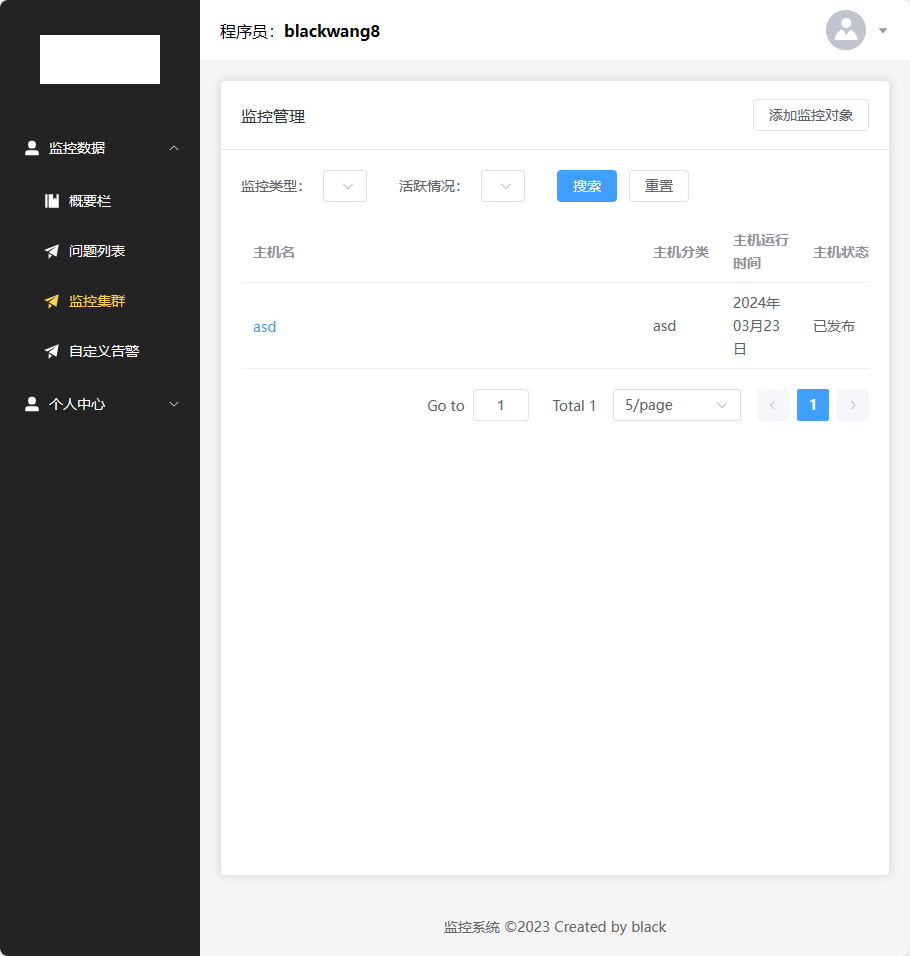 程序员：blackwang8
监控数据
概要栏
问题列表
监控集群
自定义告警
个人中心
监控管理
添加监控对象
监控类型：
活跃情况：
搜索
重置
主机名
主机分类
主机运行
时间
主机状态
asd
asd
2024年
03月23
日
已发布
Go to
1
Total 1
5/page
1
监控系统 ©2023 Created by black